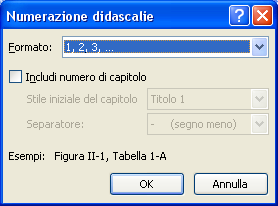 Numerazione didascalie
Formato: 1, 2, 3, ...
Includi numero di capitolo
Stile iniziale del capitolo Titolo 1
Separatore: - (segno meno)
Esempi: Figura II-1, Tabella 1-A
OK Annulla